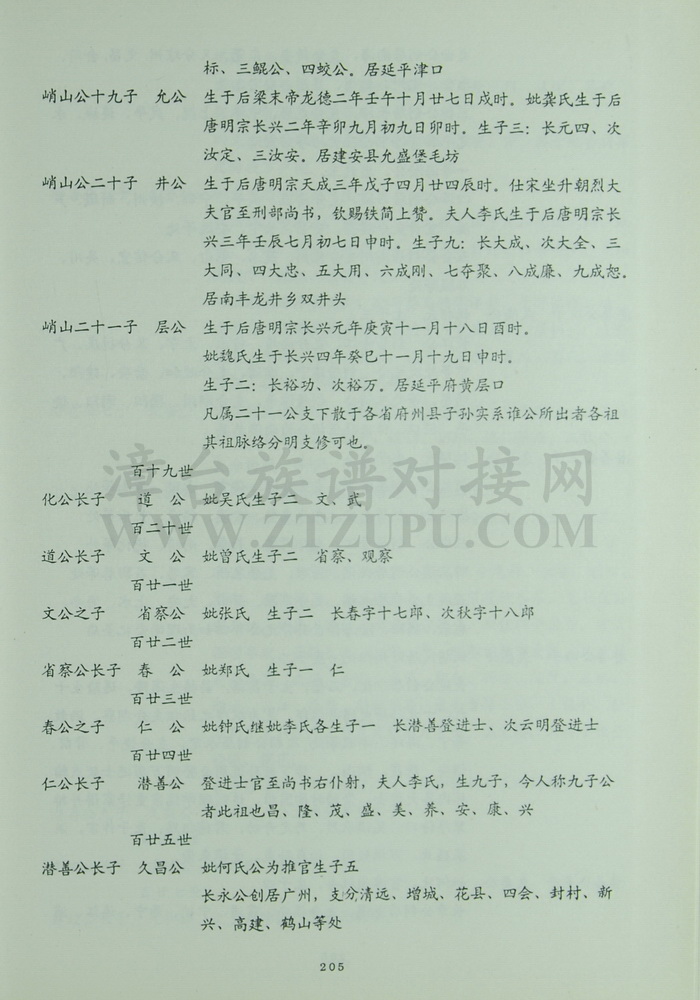 标、三鲲公、四蛟公。居延平津口
峭山公十九子 允公 生于后梁末帝龙德二年壬午十月廿七日戍时。妣龚氏生于后
唐明宗长兴二年辛卯九月初九日卯时。生子三：长元四、次
汝定、三汝安。居建安县允盛堡毛坊
峭山公二十子 井公 生于后唐明宗天成三年戊子四月廿四辰时。仕宋坐升朝烈大
夫官至刑部尚书，钦赐铁简上赞。夫人李氏生于后唐明宗长
兴三年壬辰七月初七日申时。生子九：长大成、次大全、三
大同、四大忠、五大用、六成刚、七夺聚、八成廉、九成恕。
居南丰龙井乡双井头
峭山二十一子 层公 生于后唐明宗长兴元年庚寅十一月十八日酉时。
妣魏氏生于长兴四年癸巳十一月十九日申时。
生子二：长裕功、次裕万。居延平府黄层口
凡属二十一公支下散于各省府州县子孙实系谁公所出者各祖
其祖脉络分明支修可也。
百十九世
化公长子 道 公 妣吴氏生子二 文、武
百二十世
道公长子 文 公 妣曾氏生子二 省察、观察
百廿一世
文公之子 省察公 妣张氏 生子二 长春字十七郎、次秋字十八郎
百廿二世
省察公长子 春 公 妣郑氏 生子一 仁
百廿三世
春公之子 仁 公 妣钟氏继妣李氏各生子一 长潜善登进士、次云明登进士
百廿四世
仁公长子 潜善公 登进士官至尚书右仆射，夫人李氏，生九子，今人称九子公
者此祖也昌、隆、茂、盛、美、养、安、康、兴
百廿五世
潜善公长子 久昌公 妣何氏公为推官生子五
长永公创居广州，支分清远、增城、花县、四会、封村、新
兴、高建、鹤山等处
205
漳台族谱对接网
WWW.ZTZUPU.COM